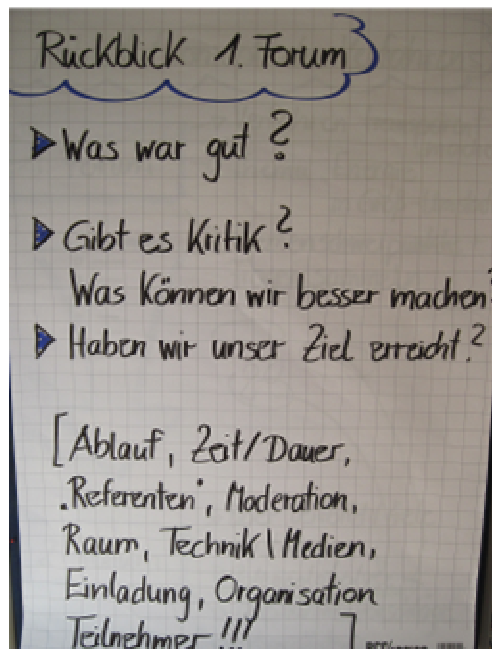 Rückblick 1. Forum
Was war gut?
Gibt es Kritik?
Was können wir besser machen?
Haben wir unser Ziel erreicht?
[Ablauf, Zeit/Dauer,
"Referenten", Moderation,
Raum, Technik \ Medien,
Einladung, Organisation
Teilnehmer !!! ]